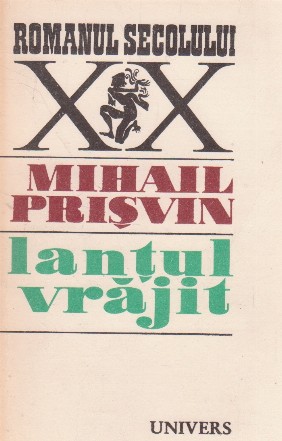 ROMANUL SECOLULUI
XX
MIHAIL
PRIŞVIN
lanţul
vrăjit
UNIVERS